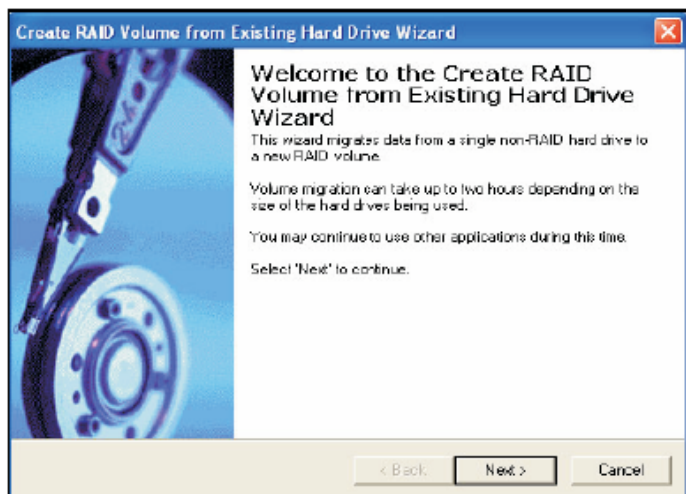 Create RAID Volume from Existing Hard Drive Wizard
Welcome to the Create RAID
Volume from Existing Hard Drive
Wizard
This wizard migrates data from a single non-RAID hard drive to
a new RAID volume.
Volume migration can take up to two hours depending on the
size of the hard drives being used.
You may continue to use other applications during this time.
Select 'Next' to continue.
< Back
Next >
Cancel